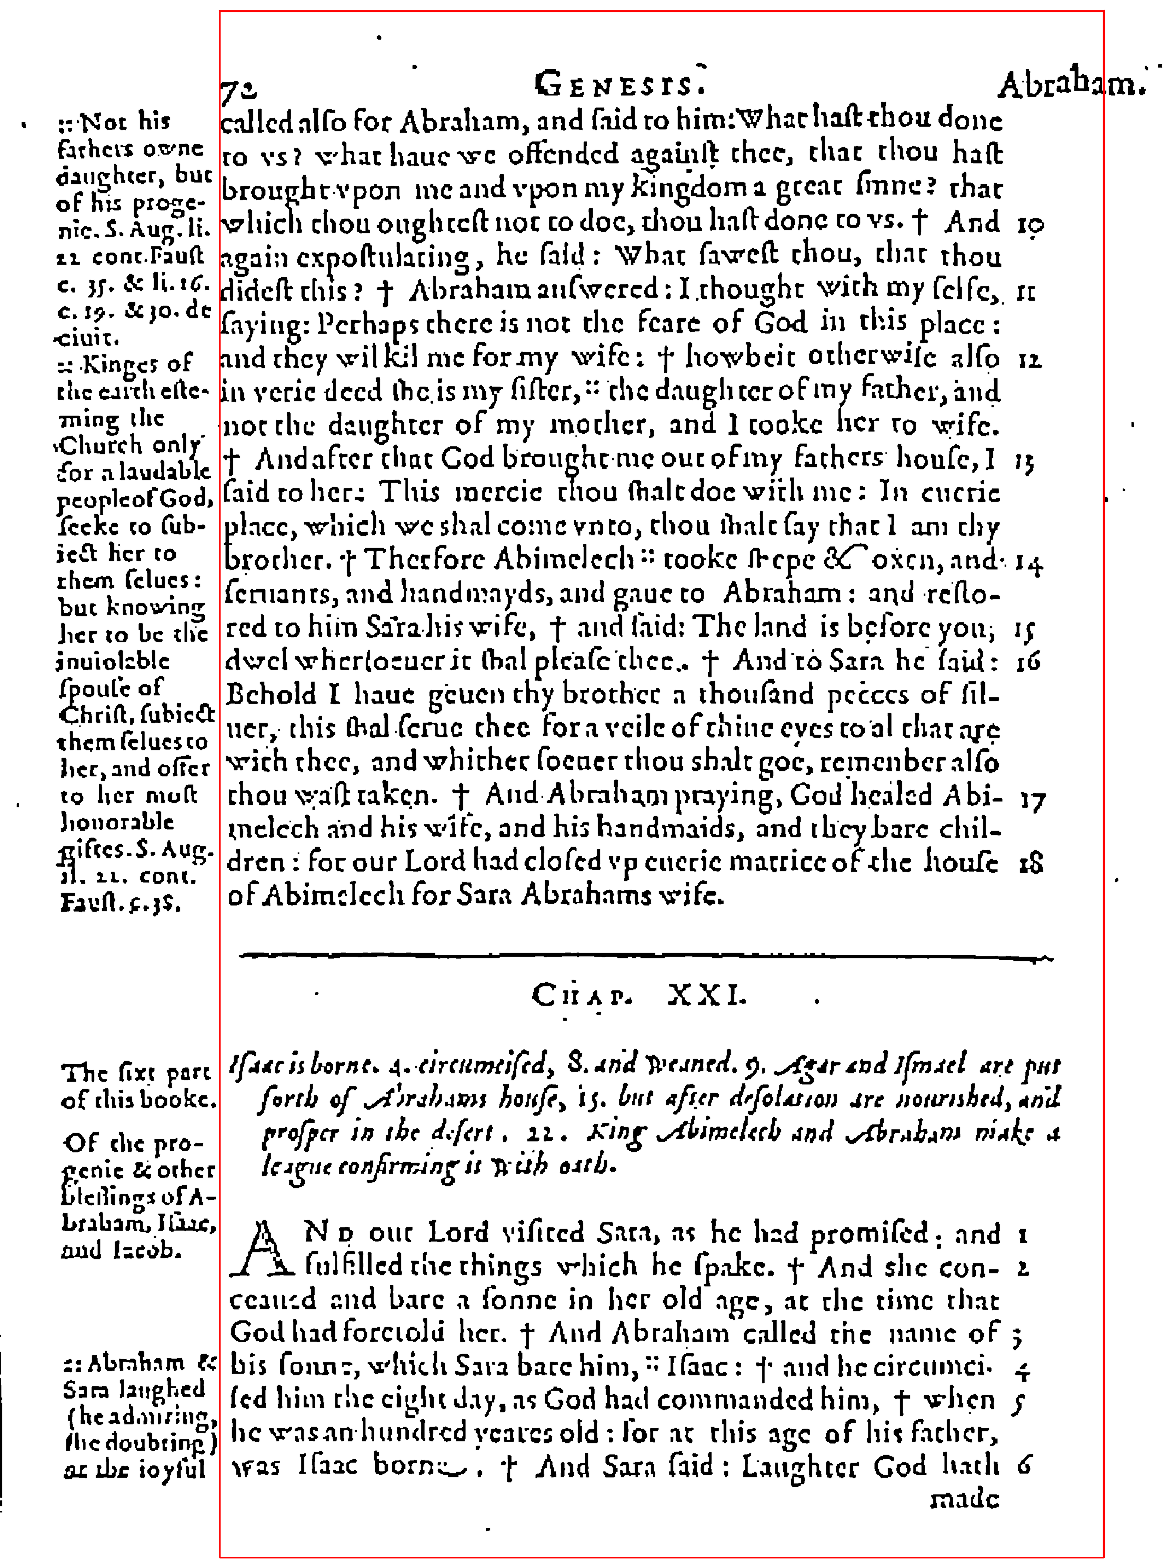 72 GENESIS. Abraham.
:: Not his
fathers owne
daughter, but
of his proge-
nie. S. Aug. li.
22 cont. Faust
c. 35. & li. 16.
c. 19. & 30. de
ciuit.
:: Kinges of
the earth este-
ming the
Church only
for a laudable
people of God,
seeke to sub-
iect her to
them selues:
but knowing
her to be the
inuiolable
spouse of
Christ, subiect
them selues to
her, and offer
to her most
honorable
giftes. S. Aug.
li. 22. cont.
Faust. c. 38.
called also for Abraham, and ſaid to him: What haſt thou done
to vs? what haue we offended againſt thee, that thou haſt
brought vpon me and vpon my kingdom a great ſinne? that
which thou oughteſt not to doe, thou haſt done to vs. † And 10
again expoſtulating, he ſaid: What ſaweſt thou, that thou
dideſt this? † Abraham anſwered: I thought with my ſelfe, 11
ſaying: Perhaps there is not the feare of God in this place:
and they wil kil me for my wife: † howbeit otherwiſe alſo 12
in verie deed ſhe is my ſiſter, :: the daughter of my father, and
not the daughter of my mother, and I tooke her to wife.
† And after that God brought me out of my fathers houſe, I 13
ſaid to her: This mercie thou ſhalt doe with me: In euerie
place, which we shal come vnto, thou ſhalt ſay that I am thy
brother. † Therfore Abimelech :: tooke ſheepe & oxen, and 14
ſeruants, and handmayds, and gaue to Abraham: and reſto-
red to him Sara his wife, † and ſaid: The land is before you, 15
dwel wherſoeuer it ſhal pleaſe thee. † And to Sara he ſaid: 16
Behold I haue geuen thy brother a thouſand peeces of ſil-
uer, this ſhal ſerue thee for a veile of thine eyes to al that are
with thee, and whither ſoeuer thou shalt goe, remenber alſo
thou waſt taken. † And Abraham praying, God healed Abi- 17
melech and his wife, and his handmaids, and they bare chil-
dren: for our Lord had cloſed vp euerie matrice of the houſe 18
of Abimelech for Sara Abrahams wife.
CHAP. XXI.
Iſaac is borne. 4. circumciſed, 8. and weaned. 9. Agar and Iſmael are put
forth of Abrahams houſe, 15. but after deſolation are nourished, and
proſper in the deſert. 22. King Abimelech and Abraham make a
league confirming it with oath.
The ſixt part
of this booke.
Of the pro-
genie & other
bleſſings of A-
braham, Iſaac,
and Iacob.
AND our Lord viſited Sara, as he had promiſed: and 1
fulfilled the things which he ſpake. † And she con- 2
ceaued and bare a ſonne in her old age, at the time that
God had foretold her. † And Abraham called the name of 3
his ſonne, which Sara bare him, :: Iſaac: † and he circumci- 4
ſed him the eight day, as God had commanded him, † when 5
he was an hundred yeares old: for at this age of his father,
was Iſaac borne. † And Sara ſaid: Laughter God hath 6
made
:: Abraham &
Sara laughed
(he admiring,
ſhe doubting)
at the ioyful